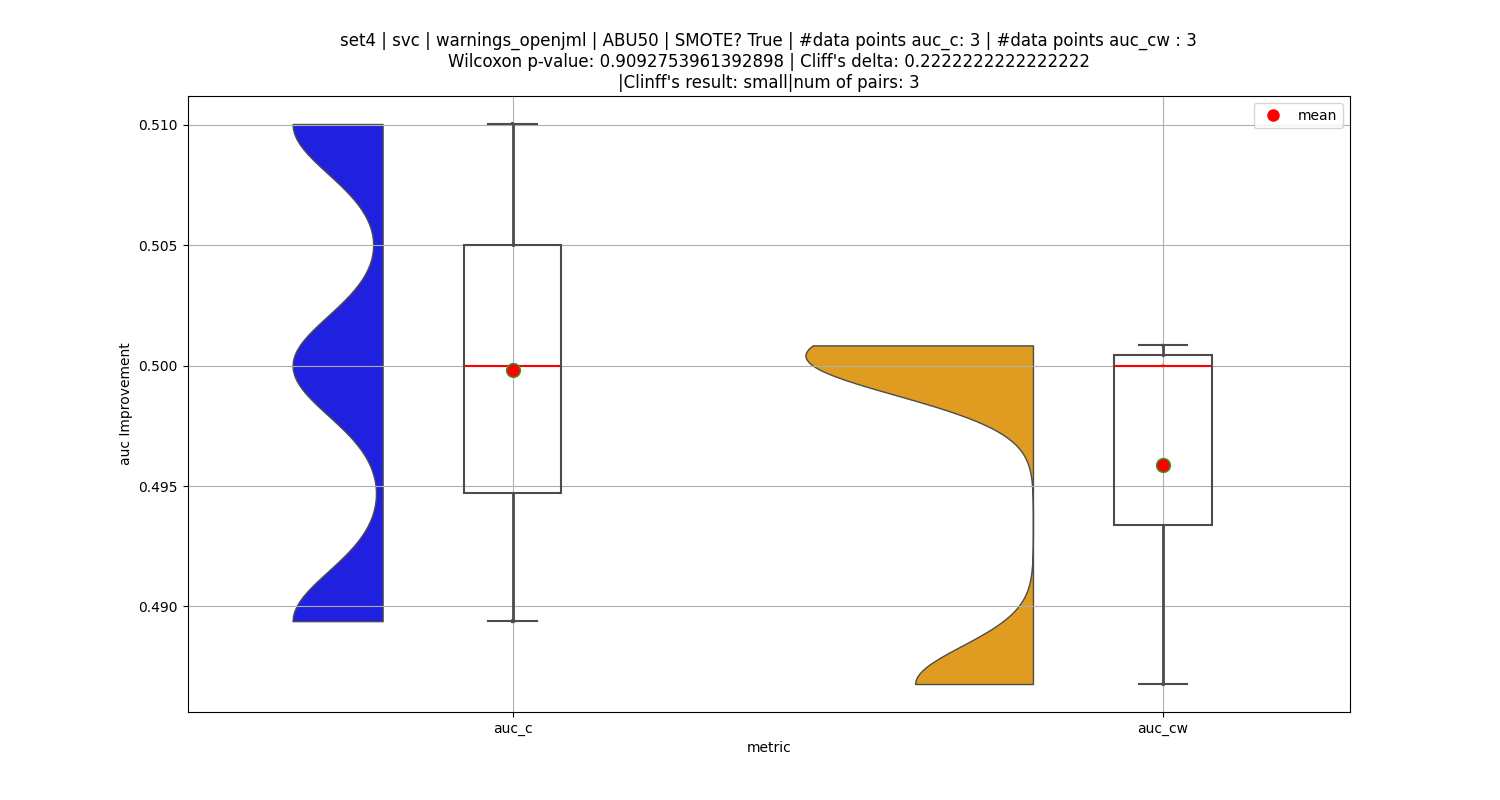 set4 | svc | warnings_openjml | ABU50 | SMOTE? True | #data points auc_c: 3 | #data points auc_cw : 3
Wilcoxon p-value: 0.9092753961392898 | Cliff's delta: 0.2222222222222222
|Clinff's result: small|num of pairs: 3
mean
0.510
0.505
0.500
0.495
0.490
auc Improvement
auc_c
auc_cw
metric